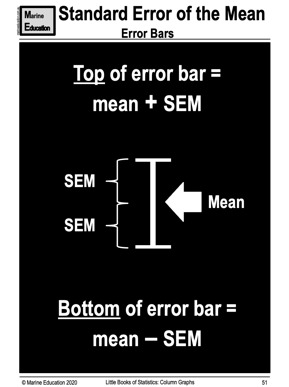 Marine
Education
Standard Error of the Mean
Error Bars
Top of error bar =
mean + SEM
SEM
SEM
Mean
Bottom of error bar =
mean – SEM
© Marine Education 2020
Little Books of Statistics: Column Graphs
51